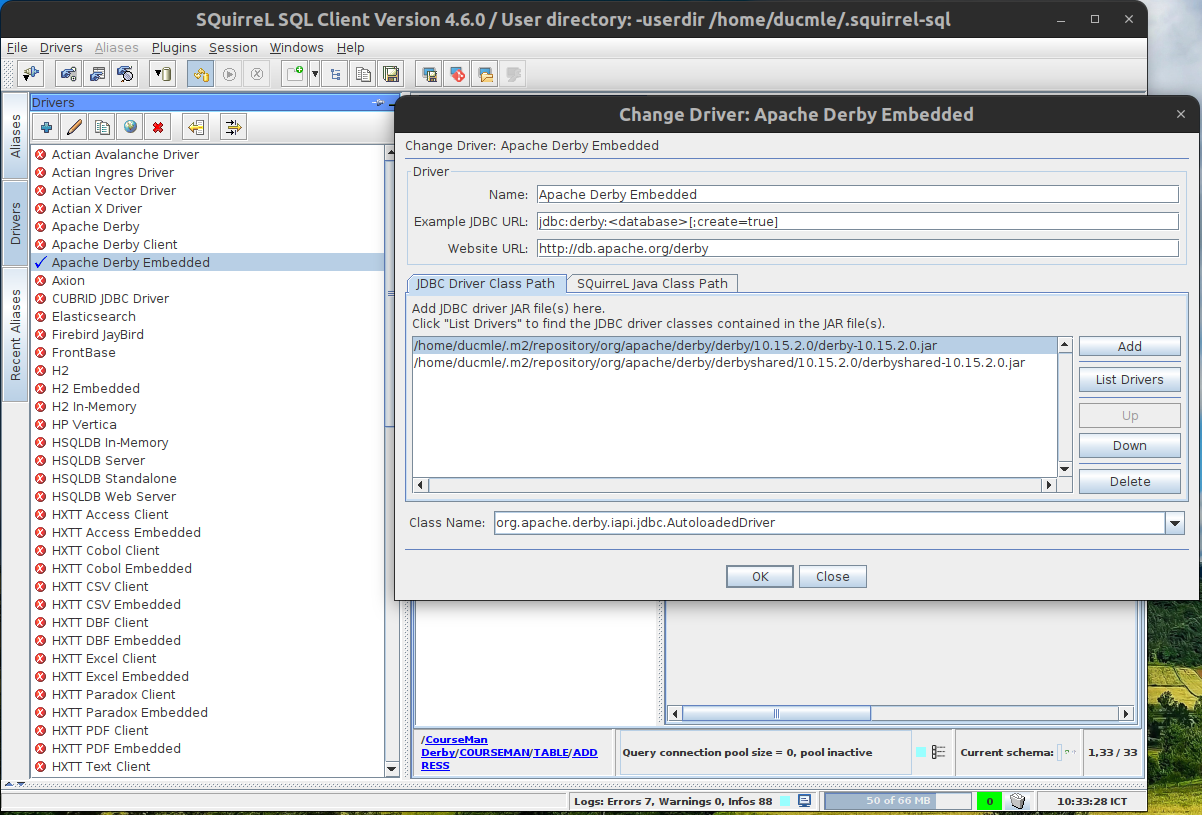 SQuirreL SQL Client Version 4.6.0 / User directory: -userdir /home/ducmle/.squirrel-sql
File Drivers Aliases Plugins Session Windows Help
Aliases
Drivers
Recent Aliases
Drivers
Actian Avalanche Driver
Actian Ingres Driver
Actian Vector Driver
Actian X Driver
Apache Derby
Apache Derby Client
Apache Derby Embedded
Axion
CUBRID JDBC Driver
Elasticsearch
Firebird JayBird
FrontBase
H2
H2 Embedded
H2 In-Memory
HP Vertica
HSQLDB In-Memory
HSQLDB Server
HSQLDB Standalone
HSQLDB Web Server
HXTT Access Client
HXTT Access Embedded
HXTT Cobol Client
HXTT Cobol Embedded
HXTT CSV Client
HXTT CSV Embedded
HXTT DBF Client
HXTT DBF Embedded
HXTT Excel Client
HXTT Excel Embedded
HXTT Paradox Client
HXTT Paradox Embedded
HXTT PDF Client
HXTT PDF Embedded
HXTT Text Client
Change Driver: Apache Derby Embedded
Change Driver: Apache Derby Embedded
Driver
Name: Apache Derby Embedded
Example JDBC URL: jdbc:derby:<database>[;create=true]
Website URL: http://db.apache.org/derby
JDBC Driver Class Path SQuirreL Java Class Path
Add JDBC driver JAR file(s) here.
Click "List Drivers" to find the JDBC driver classes contained in the JAR file(s).
/home/ducmle/.m2/repository/org/apache/derby/derby/10.15.2.0/derby-10.15.2.0.jar
/home/ducmle/.m2/repository/org/apache/derby/derbyshared/10.15.2.0/derbyshared-10.15.2.0.jar
Add
List Drivers
Up
Down
Delete
Class Name: org.apache.derby.iapi.jdbc.AutoloadedDriver
OK Close
/CourseMan
Derby/COURSEMAN/TABLE/ADD
RESS
Query connection pool size = 0, pool inactive
Current schema:
1,33 / 33
Logs: Errors 7, Warnings 0, Infos 88
50 of 66 MB
0
10:33:28 ICT